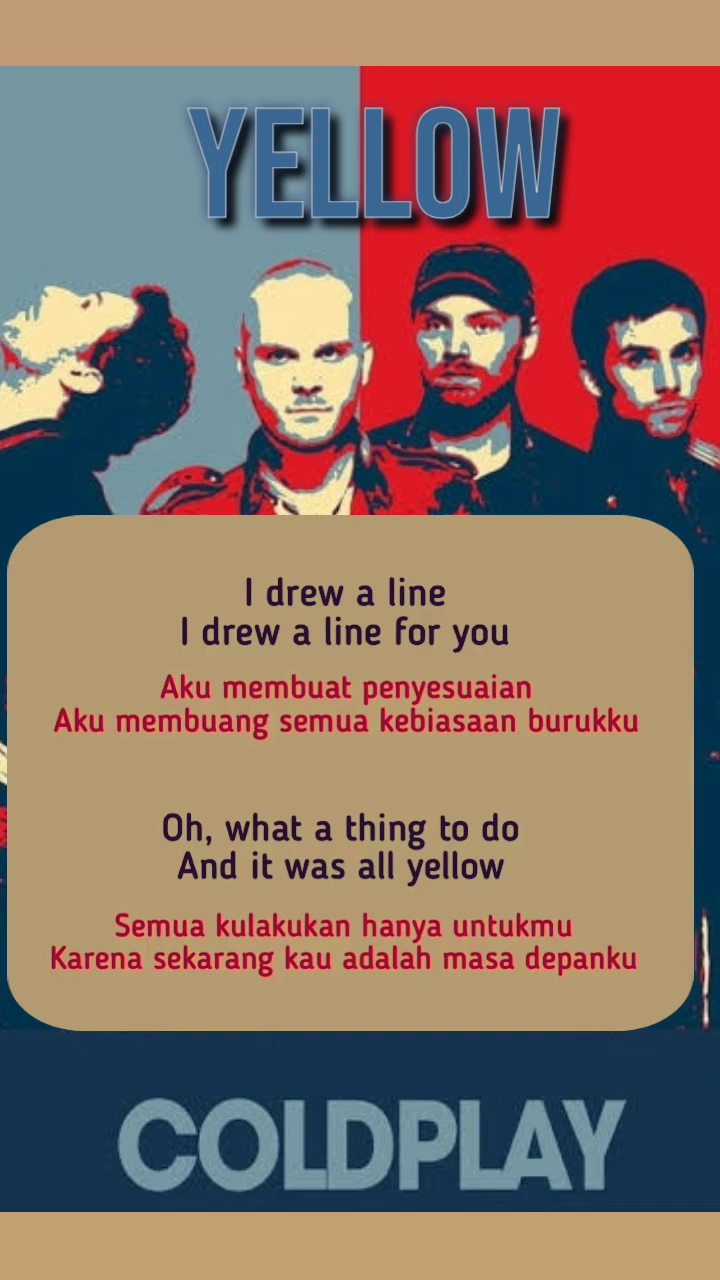 YELLOW
I drew a line
I drew a line for you
Aku membuat penyesuaian
Aku membuang semua kebiasaan burukku
Oh, what a thing to do
And it was all yellow
Semua kulakukan hanya untukmu
Karena sekarang kau adalah masa depanku
COLDPLAY